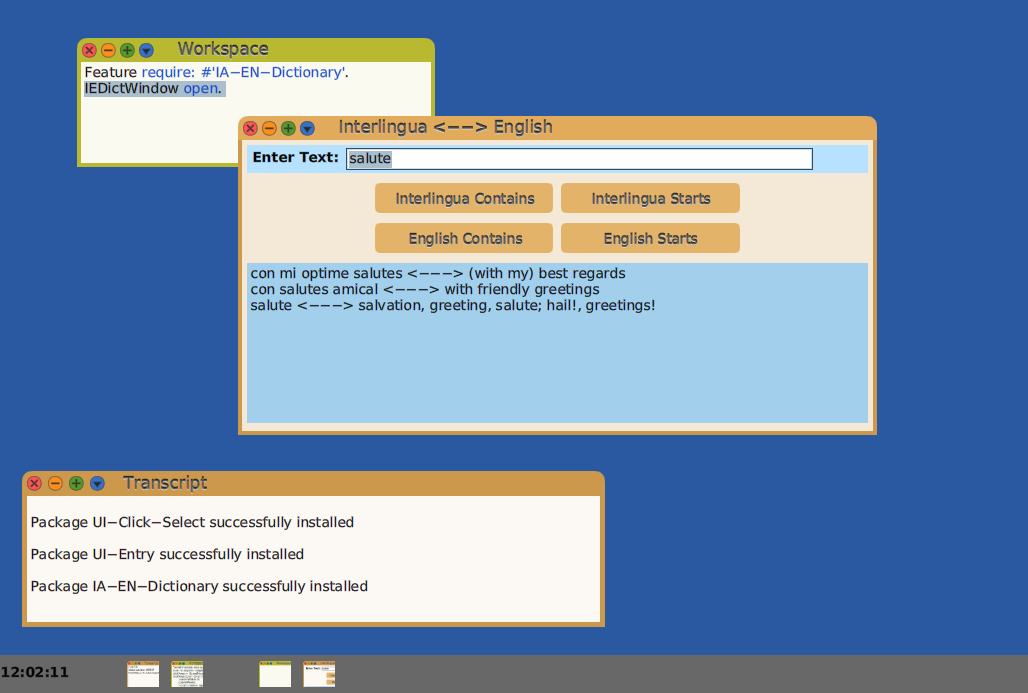 Workspace
Feature require: #'IA−EN−Dictionary'.
IEDictWindow open.
Interlingua <−−−> English
Enter Text: salute
Interlingua Contains
Interlingua Starts
English Contains
English Starts
con mi optime salutes <−−−> (with my) best regards
con salutes amical <−−−> with friendly greetings
salute <−−−> salvation, greeting, salute; hail!, greetings!
Transcript
Package UI−Click−Select successfully installed
Package UI−Entry successfully installed
Package IA−EN−Dictionary successfully installed
12:02:11